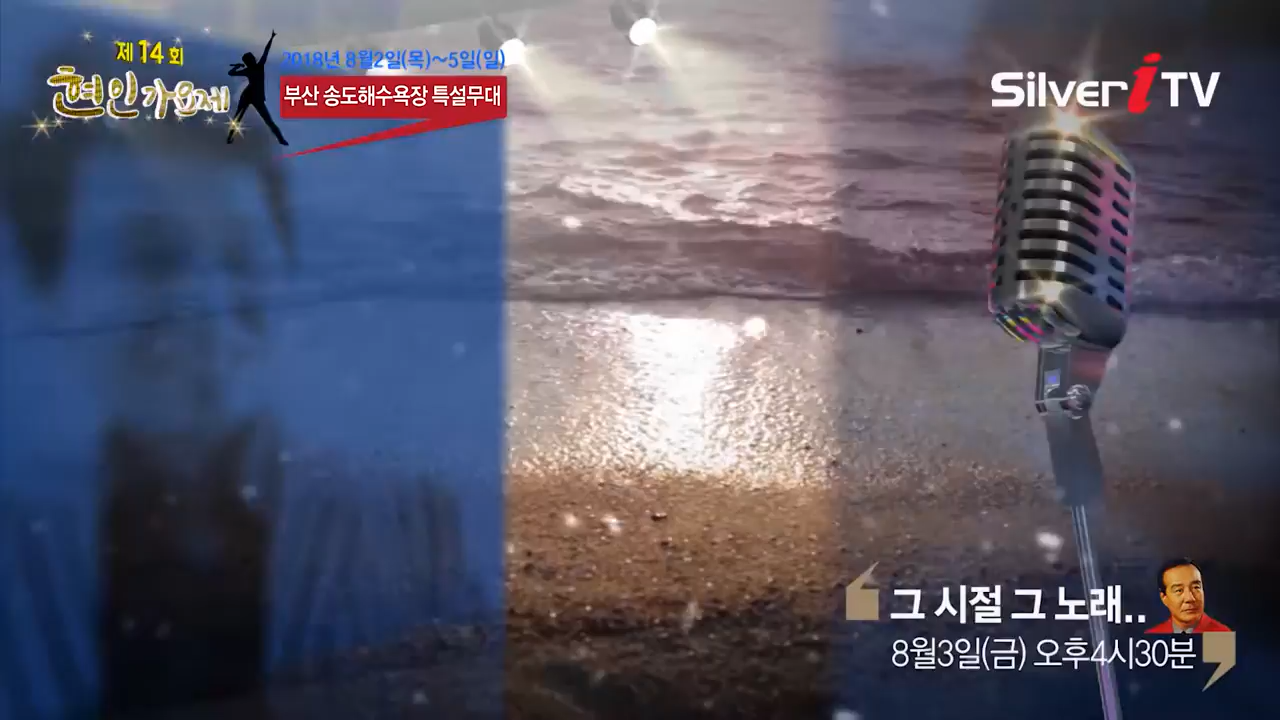 제14회
현인가요제
2018년 8월2일(목)~5일(일)
부산 송도해수욕장 특설무대
SilveriTV
그 시절 그 노래..
8월3일(금) 오후4시30분